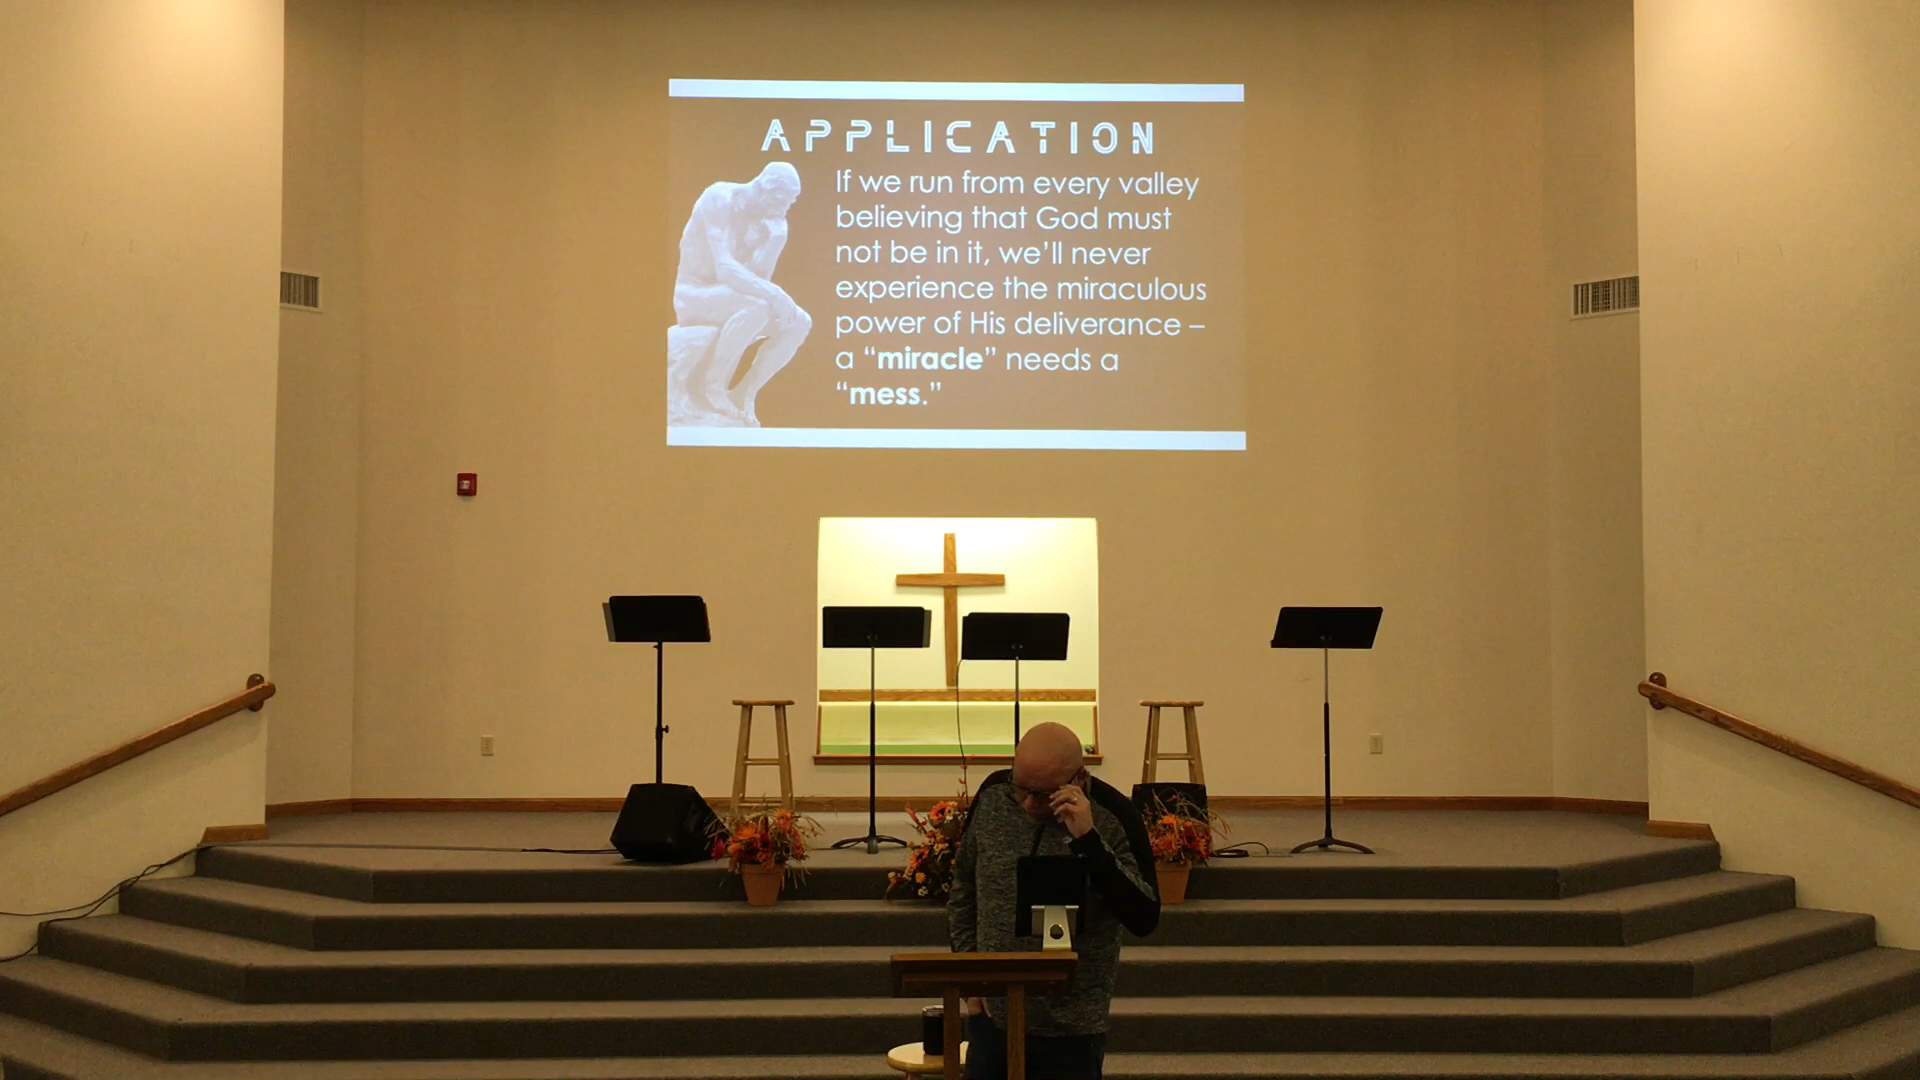 APPLICATION
If we run from every valley
believing that God must
not be in it, we’ll never
experience the miraculous
power of His deliverance –
a “miracle” needs a
“mess.”